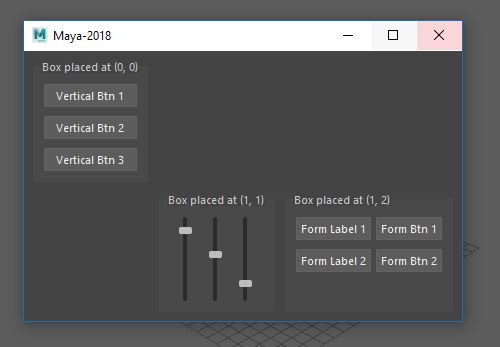 Maya-2018
Box placed at (0, 0)
Vertical Btn 1
Vertical Btn 2
Vertical Btn 3
Box placed at (1, 1)
Box placed at (1, 2)
Form Label 1 Form Btn 1
Form Label 2 Form Btn 2